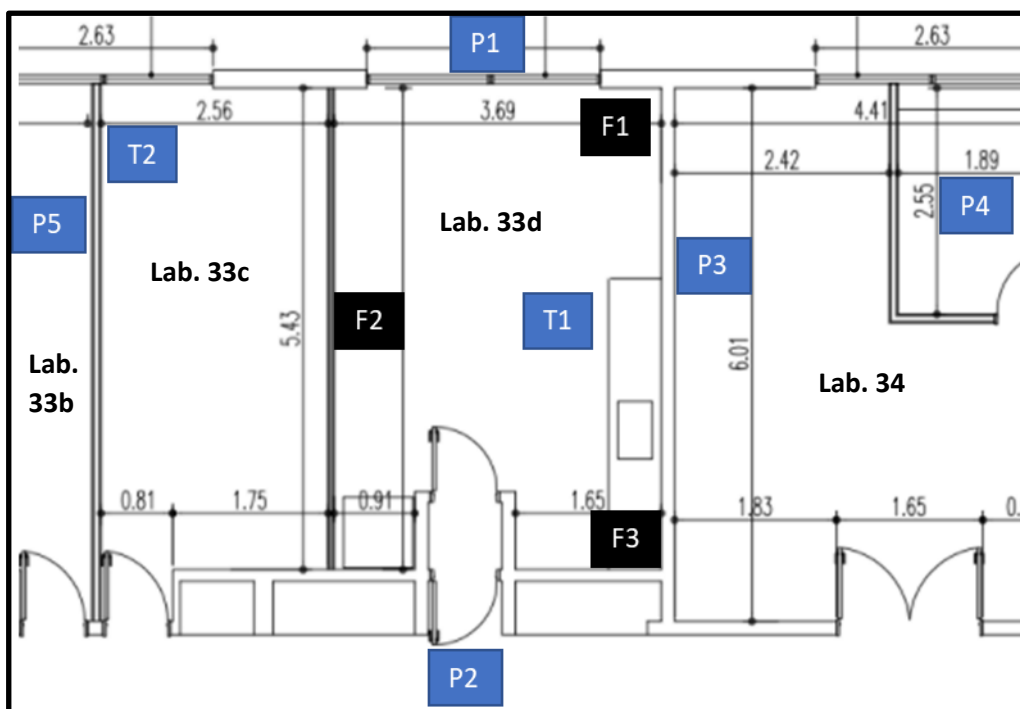 2.63
P1
2.63
2.56
3.69
F1
4.41
T2
2.42
1.89
P5
Lab. 33d
2.55
P4
Lab. 33c
P3
F2
T1
5.43
6.01
Lab.
33b
Lab. 34
0.81
1.75
0.91
1.65
1.83
1.65
0.
F3
P2